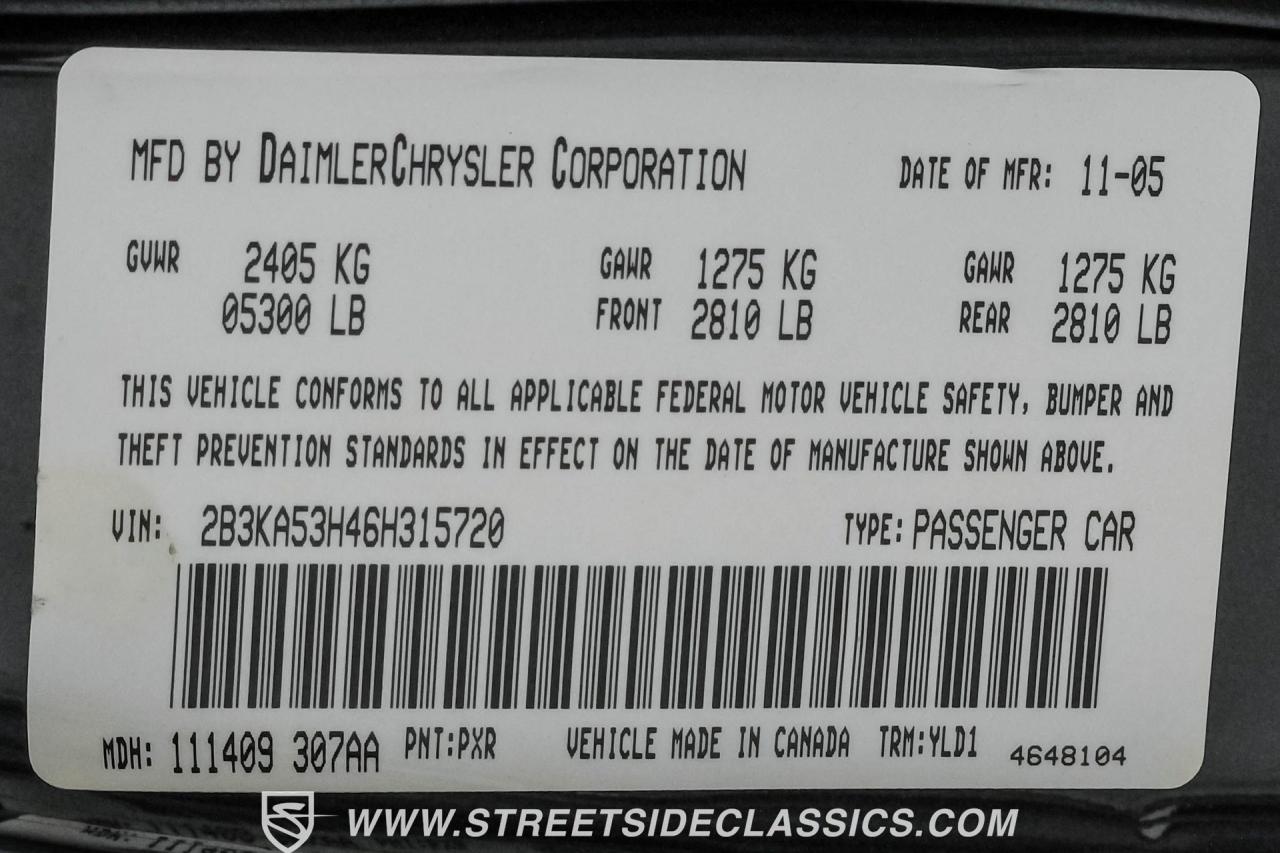 MFD BY DAIMLERCHRYSLER CORPORATION DATE OF MFR: 11-05
GVWR 2405 KG GAWR 1275 KG GAWR 1275 KG
05300 LB FRONT 2810 LB REAR 2810 LB
THIS VEHICLE CONFORMS TO ALL APPLICABLE FEDERAL MOTOR VEHICLE SAFETY, BUMPER AND
THEFT PREVENTION STANDARDS IN EFFECT ON THE DATE OF MANUFACTURE SHOWN ABOVE.
VIN: 2B3KA53H46H315720 TYPE: PASSENGER CAR
MDH: 111409 307AA PNT:PXR VEHICLE MADE IN CANADA TRM:YLD1 4648104
WWW.STREETSIDECLASSICS.COM